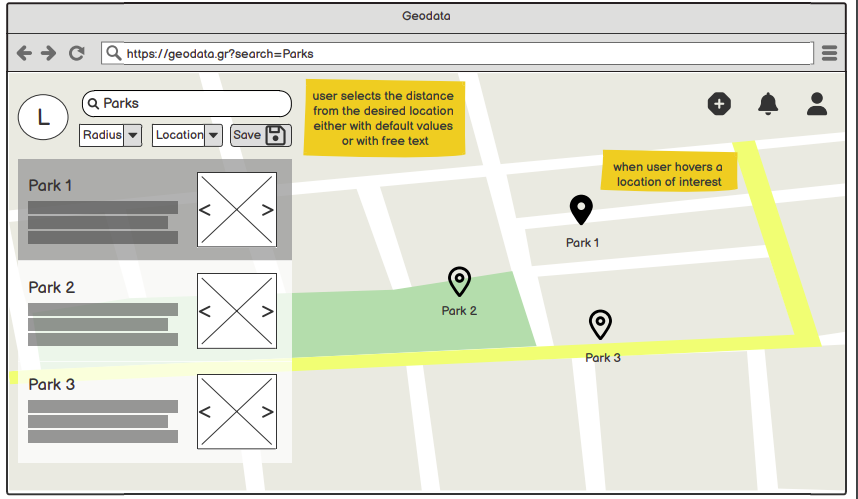 Geodata
https://geodata.gr?search=Parks
L
Parks
Radius
Location
Save
user selects the distance
from the desired location
either with default values
or with free text
when user hovers a
location of interest
Park 1
< >
Park 2
< >
Park 3
< >
Park 1
Park 2
Park 3